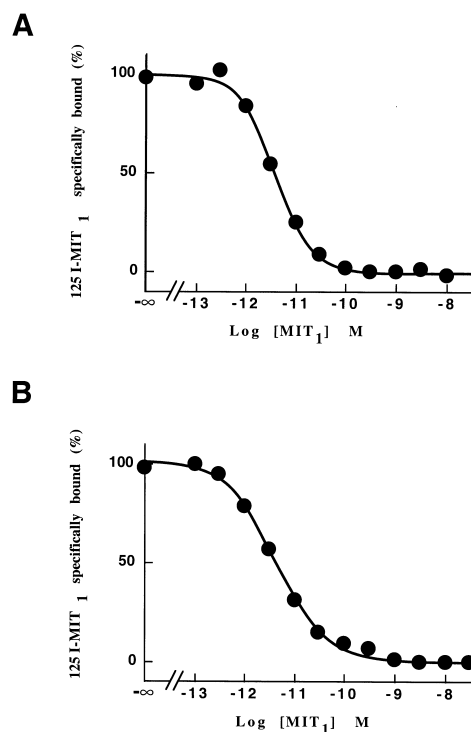 A
125 I-MIT 1 specifically bound (%)
100
50
0
-∞ -13 -12 -11 -10 -9 -8
Log [MIT1] M
B
125 I-MIT 1 specifically bound (%)
100
50
0
-∞ -13 -12 -11 -10 -9 -8
Log [MIT1] M